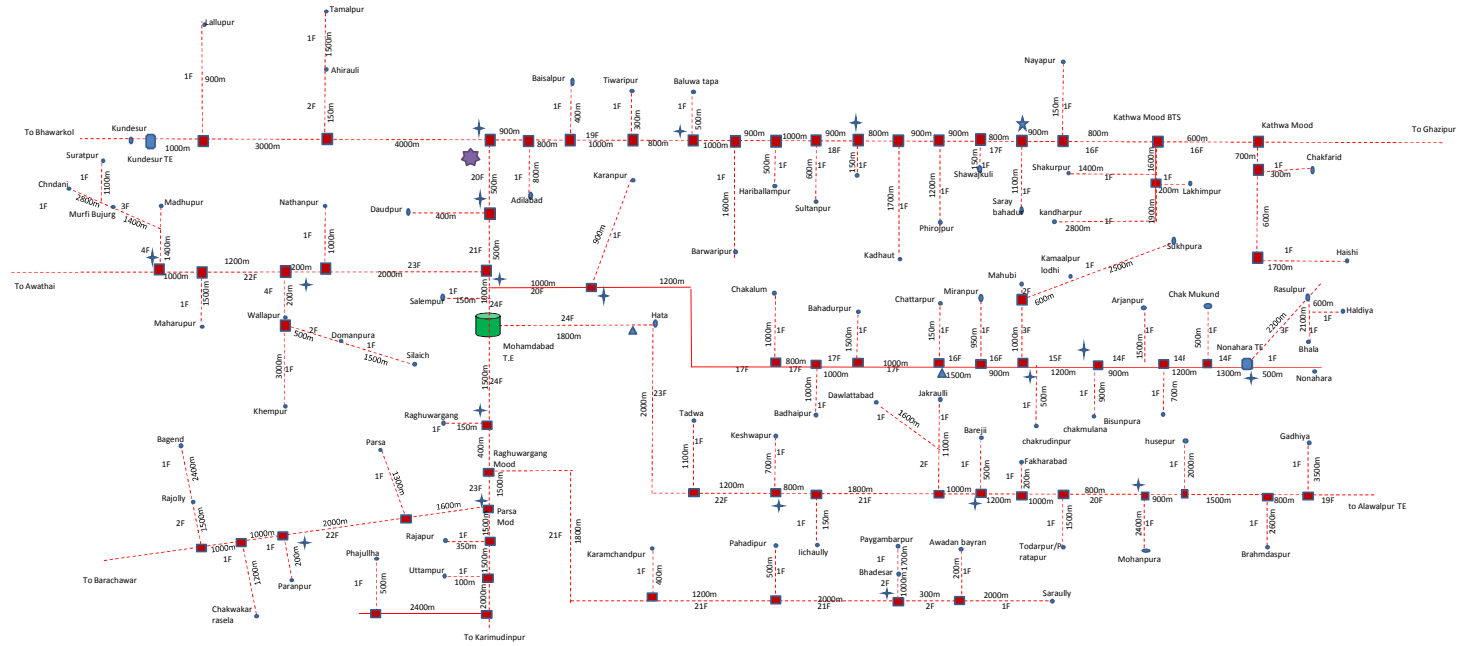 Lallupur
Tamalpur
1F
1500m
1F
900m
Ahirauli
2F
150m
Baisalpur
1F
400m
Tiwaripur
1F
300m
Baluwa tapa
1F
500m
Nayapur
150m
1F
To Bhawarkol
Kundesur
Kundesur TE
1000m
3000m
4000m
900m
800m
19F
1000m
800m
1000m
900m
1000m
900m
18F
800m
900m
900m
800m
17F
900m
800m
16F
Kathwa Mood BTS
600m
16F
Kathwa Mood
To Ghazipur
Suratpur
1F
1100m
Chndani
1F
2800m
Murfi Bujurg
3F
1400m
Madhupur
1400m
4F
Nathanpur
1F
1000m
Daudpur
400m
20F
500m
1F
800m
Adilabad
Karanpur
900m
1F
1600m
1F
Barwaripur
500m
1F
Hariballampur
600m
1F
Sultanpur
150m
1F
1700m
1F
Kadhaut
1200m
1F
Phirojpur
150m
1F
Shawajkuli
1100m
1F
Saray
bahadur
Shakurpur
1F
1400m
1600m
1F
200m
Lakhimpur
kandharpur
1F
2800m
1900m
700m
1F
300m
Chakfarid
600m
1F
1700m
Haishi
To Awathai
1000m
1200m
22F
200m
2000m
23F
21F
500m
1000m
24F
1000m
20F
1200m
1500m
1F
Maharupur
4F
200m
Wallapur
2F
500m
Domanpura
1F
1500m
Silaich
3000m
1F
Khempur
Salempur
1F
150m
Mohamdabad
T.E
24F
1800m
Hata
23F
2000m
Chakalum
1000m
1F
Bahadurpur
1500m
1F
Chattarpur
150m
1F
Miranpur
950m
1F
Mahubi
2F
600m
Kamaalpur
lodhi
1F
2500m
Sukhpura
1000m
3F
Arjanpur
1500m
1F
Chak Mukund
500m
1F
Rasulpur
2200m
3F
600m
1F
Haldiya
2100m
1F
Bhala
Nonahara TE
1F
500m
Nonahara
17F
800m
17F
17F
1000m
17F
1000m
16F
1500m
16F
900m
15F
1200m
14F
900m
14F
1200m
14F
1300m
1000m
1F
Badhaipur
500m
1F
chakrudinpur
900m
1F
chakmulana
Bisunpura
700m
1F
1500m
24F
Raghuwargang
1F
150m
400m
Raghuwargang
Mood
1500m
23F
Parsa
Mod
Bagend
1F
2400m
Rajolly
2F
1500m
Parsa
1F
1300m
1600m
2000m
22F
1000m
1F
1000m
1F
1200m
Chakwakar
rasela
1F
200m
Paranpur
To Barachawar
Rajapur
1F
350m
1500m
1500m
Uttampur
1F
100m
2000m
Phajullha
1F
500m
2400m
To Karimudinpur
21F
1800m
Tadwa
1100m
1F
Keshwapur
700m
1F
Dawlattabad
1600m
1F
Jakraulli
1F
1100m
2F
Barejii
1F
500m
Fakharabad
1F
200m
husepur
1F
2000m
Gadhiya
1F
3500m
1200m
22F
800m
1800m
21F
1000m
1200m
1000m
800m
20F
900m
1500m
800m
19F
to Alawalpur TE
1F
150m
lichaully
1500m
1F
Todarpur/P
ratapur
2400m
1F
Mohanpura
2600m
1F
Brahmdaspur
Karamchandpur
1F
400m
Pahadipur
500m
1F
Paygambarpur
1F
1700m
Bhadesar
2F
1000m
Awadan bayran
200m
1F
1200m
21F
2000m
21F
300m
2F
2000m
1F
Saraully